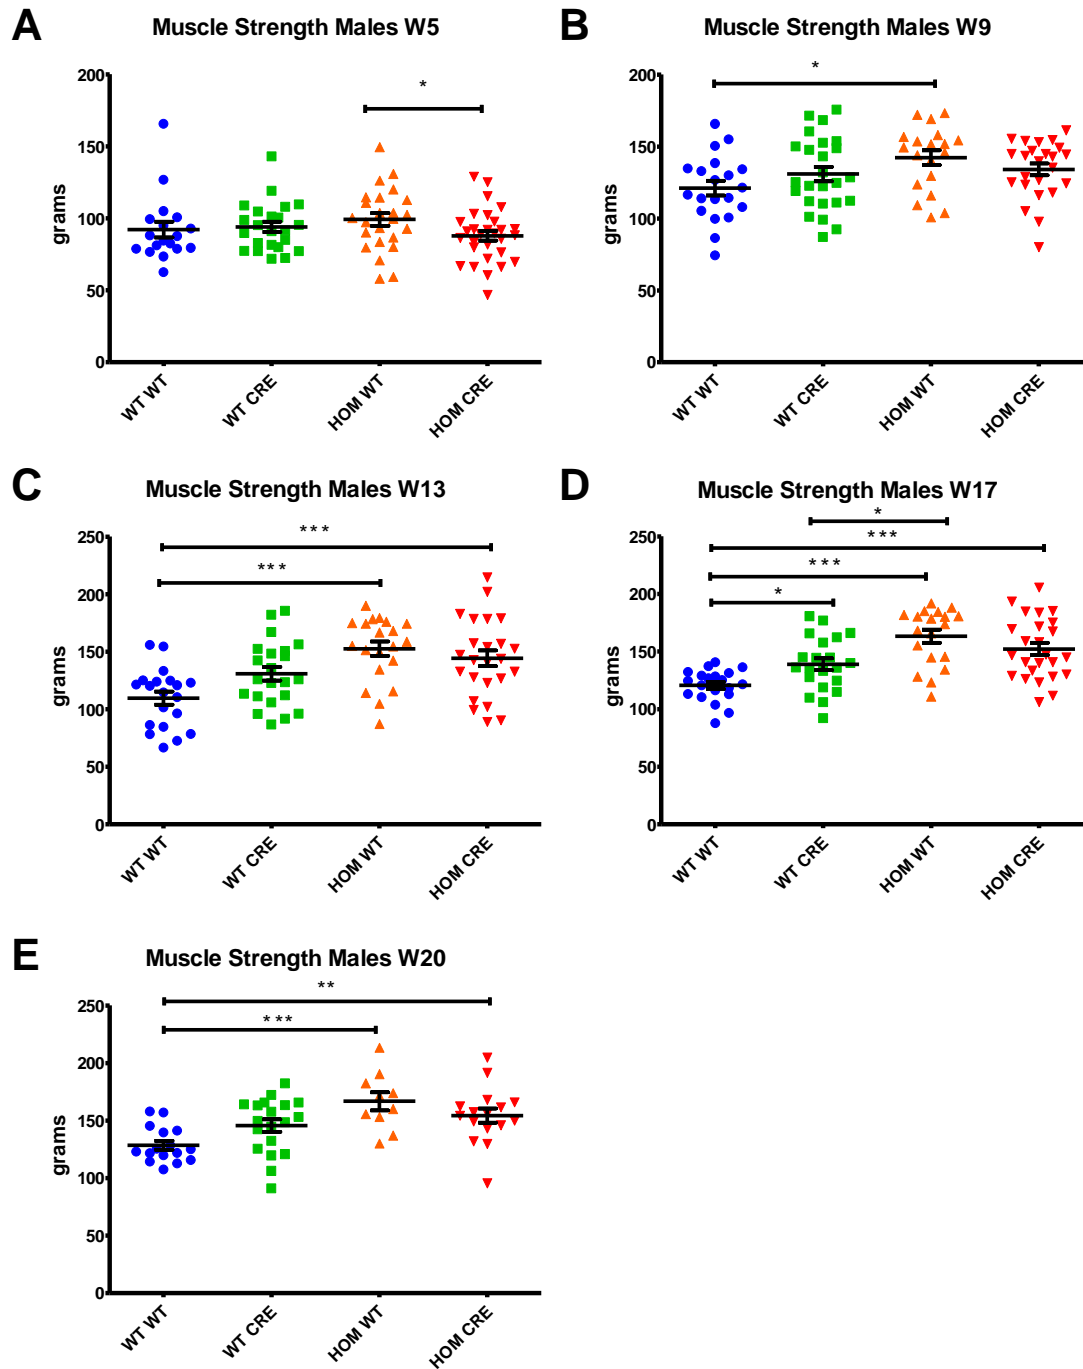 A
Muscle Strength Males W5
200
150
100
50
0
grams
*
WT WT
WT CRE
HOM WT
HOM CRE
B
Muscle Strength Males W9
200
150
100
50
0
grams
*
WT WT
WT CRE
HOM WT
HOM CRE
C
Muscle Strength Males W13
250
200
150
100
50
0
grams
***
***
WT WT
WT CRE
HOM WT
HOM CRE
D
Muscle Strength Males W17
250
200
150
100
50
0
grams
*
***
***
*
WT WT
WT CRE
HOM WT
HOM CRE
E
Muscle Strength Males W20
250
200
150
100
50
0
grams
**
***
WT WT
WT CRE
HOM WT
HOM CRE